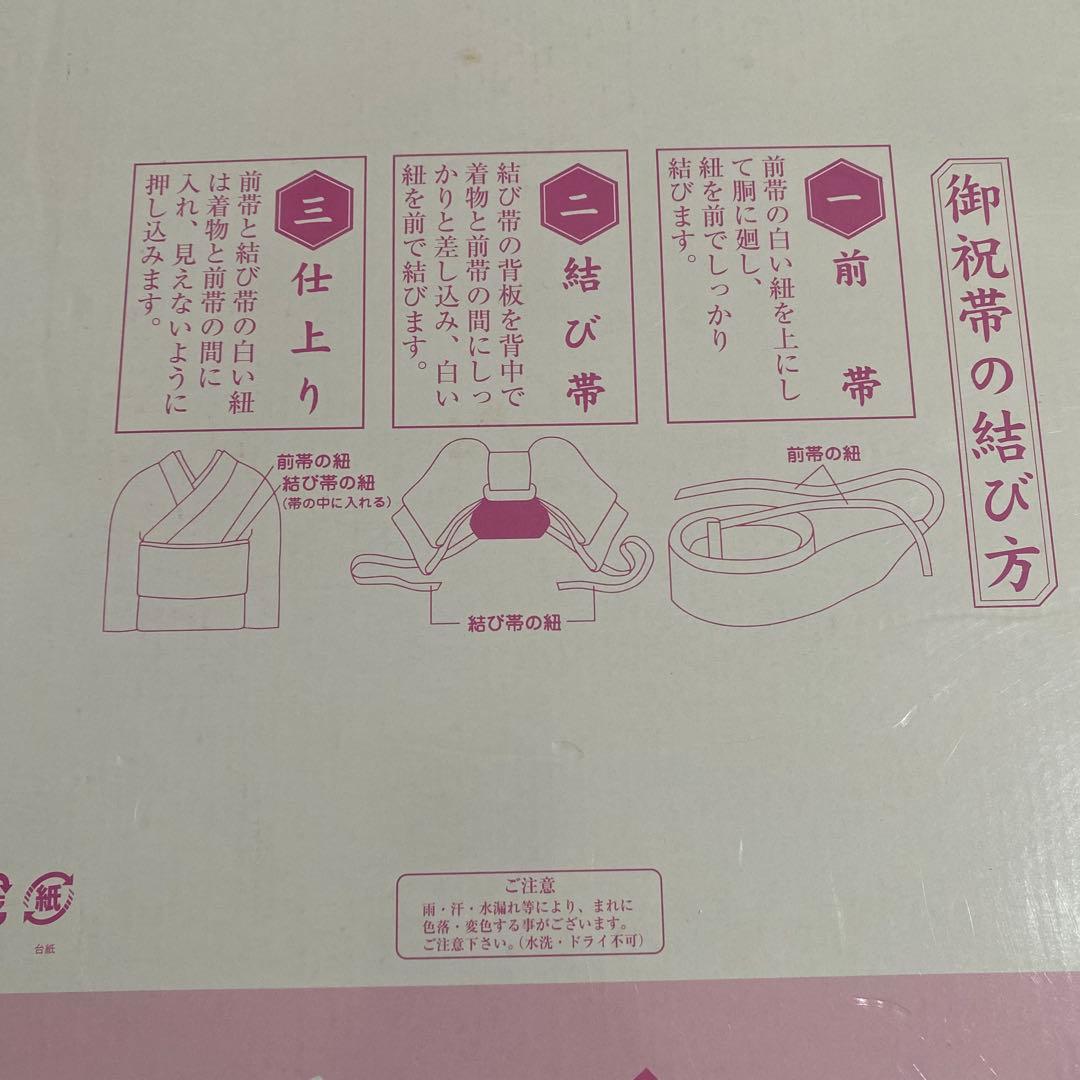 御祝帯の結び方
一 前帯
前帯の白い紐を上にし
て胴に廻し、
紐を前でしっかり
結びます。
二 結び帯
結び帯の背板を背中で
着物と前帯の間にしっ
かりと差し込み、白い
紐を前で結びます。
三 仕上り
前帯と結び帯の白い紐
は着物と前帯の間に
入れ、見えないように
押し込みます。
前帯の紐
結び帯の紐
前帯の紐
結び帯の紐
(帯の中に入れる)
ご注意
雨・汗・水漏れ等により、まれに
色落・変色する事がございます。
ご注意下さい。(水洗・ドライ不可)
紙
台紙